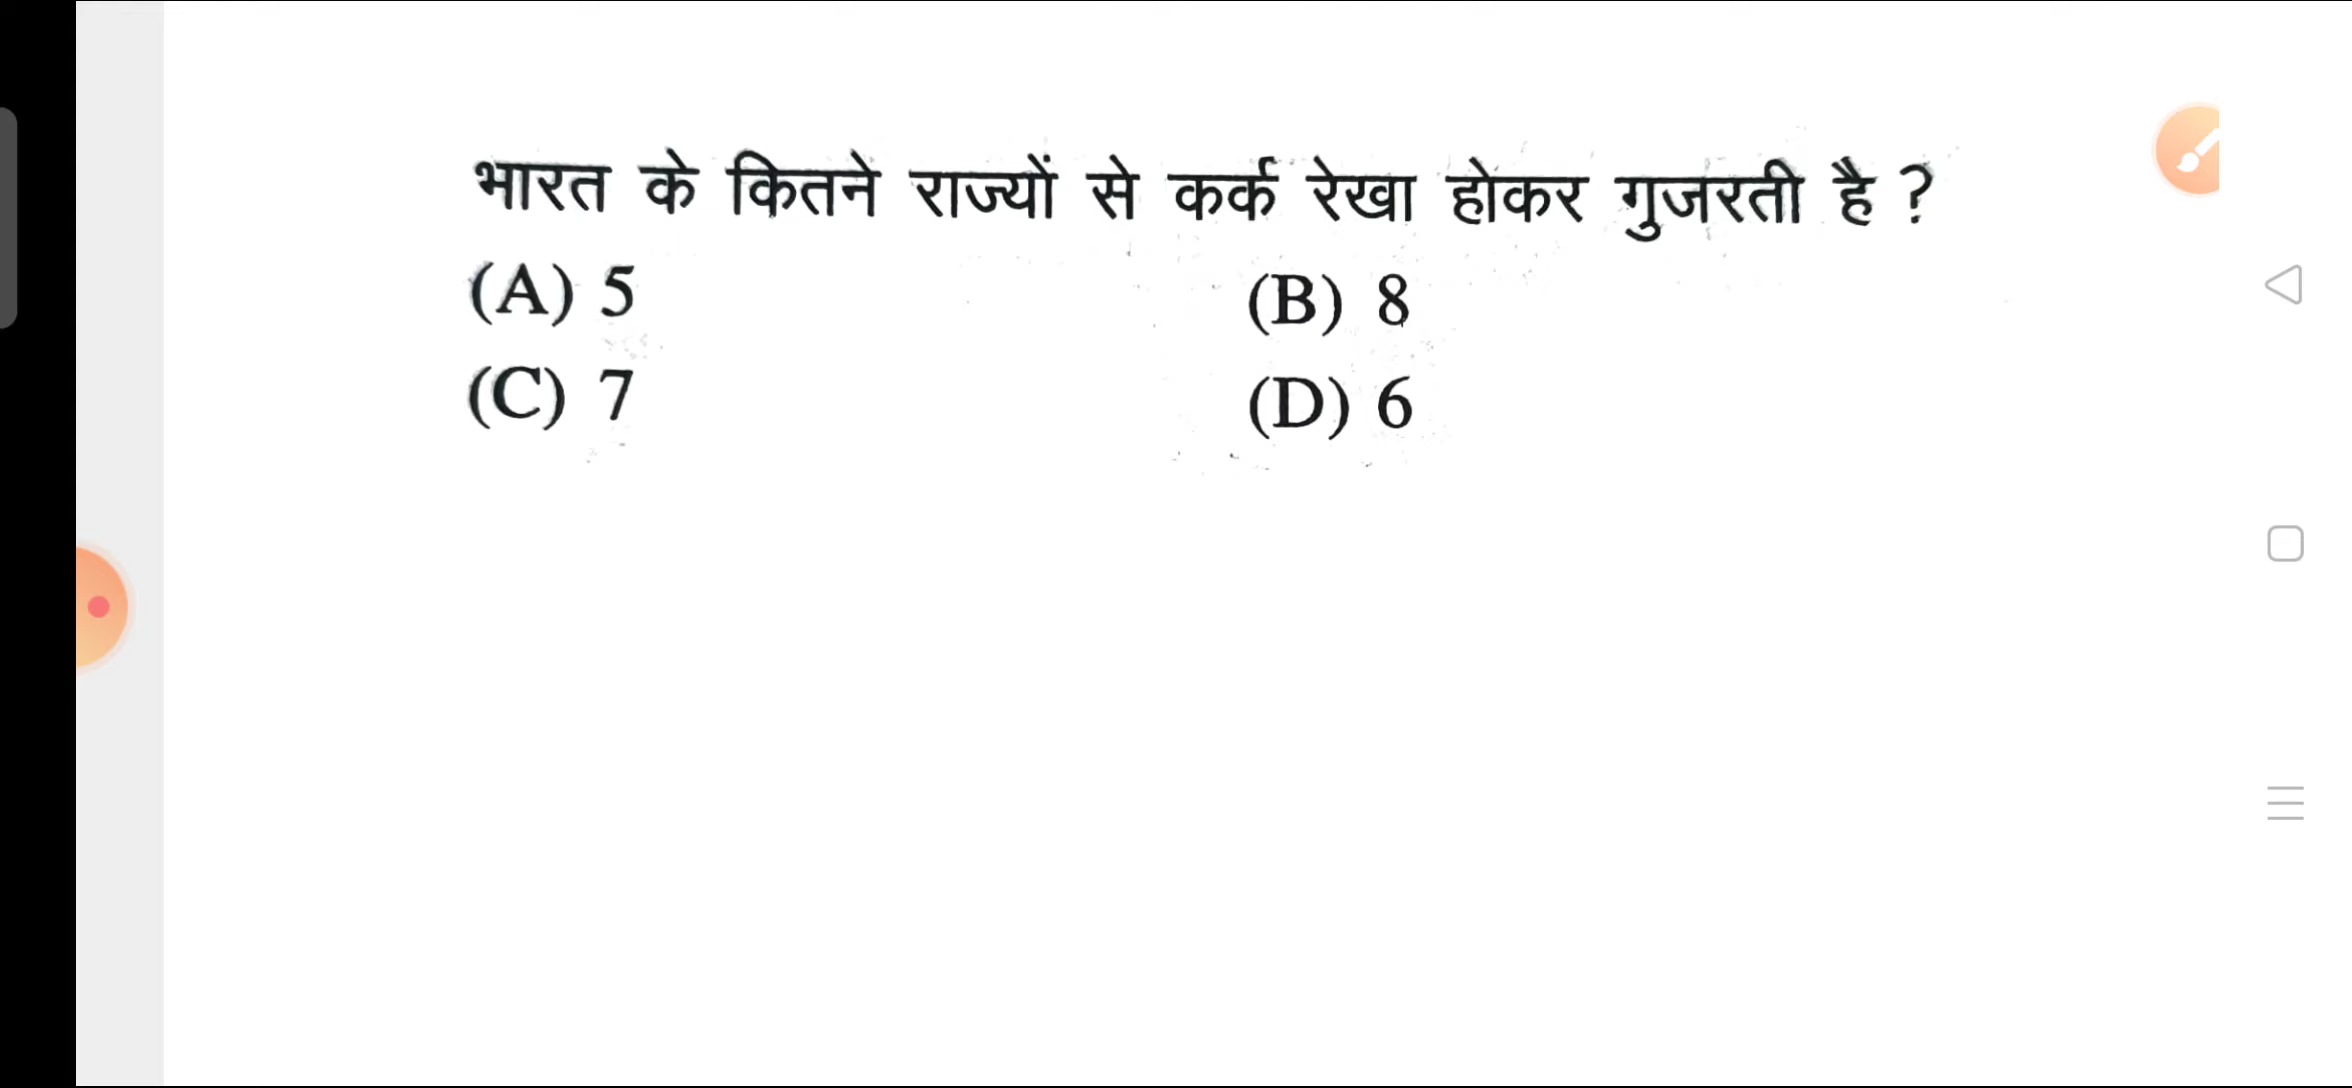 भारत के कितने राज्यों से कर्क रेखा होकर गुजरती है ?
(A) 5 (B) 8
(C) 7 (D) 6